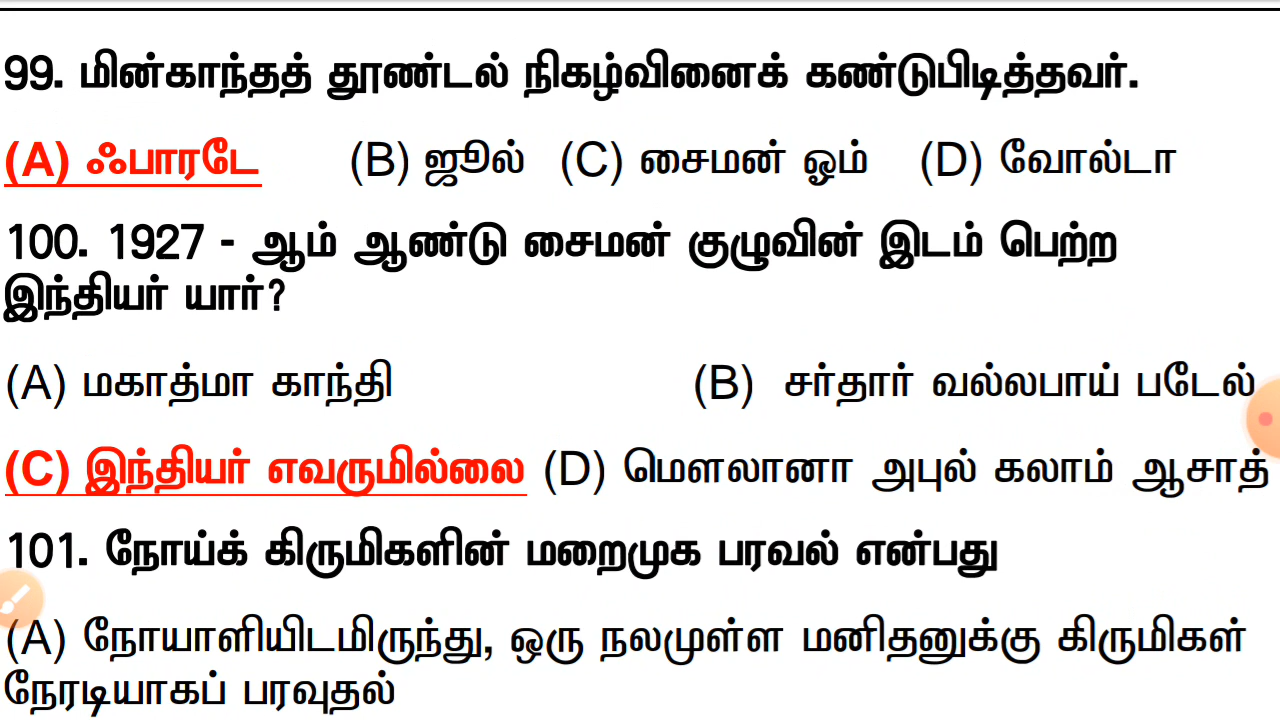 99. மின்காந்தத் தூண்டல் நிகழ்வினைக் கண்டுபிடித்தவர்.
(A) ஃபாரடே (B) ஜூல் (C) சைமன் ஓம் (D) வோல்டா
100. 1927 - ஆம் ஆண்டு சைமன் குழுவின் இடம் பெற்ற
இந்தியர் யார்?
(A) மகாத்மா காந்தி (B) சர்தார் வல்லபாய் படேல்
(C) இந்தியர் எவருமில்லை (D) மௌலானா அபுல் கலாம் ஆசாத்
101. நோய்க் கிருமிகளின் மறைமுக பரவல் என்பது
(A) நோயாளியிடமிருந்து, ஒரு நலமுள்ள மனிதனுக்கு கிருமிகள்
நேரடியாகப் பரவுதல்